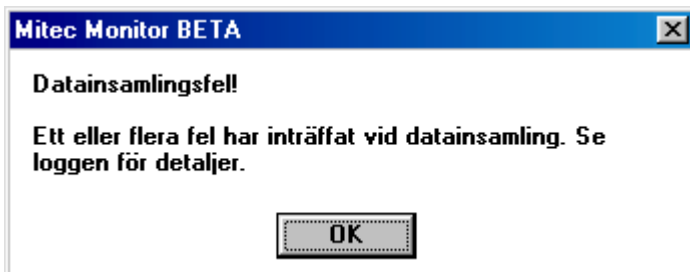 Mitec Monitor BETA
Datainsamlingsfel!
Ett eller flera fel har inträffat vid datainsamling. Se
loggen för detaljer.
OK